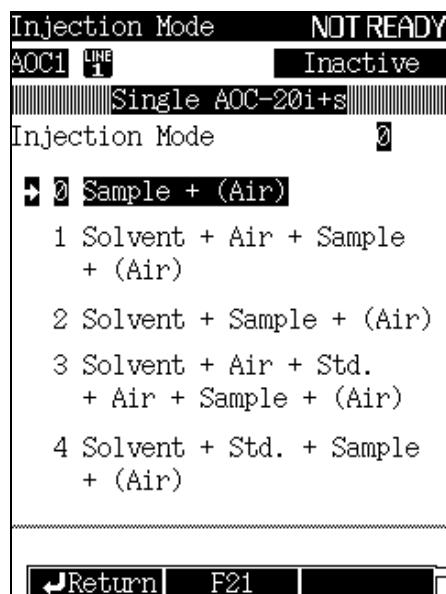 Injection Mode NOT READY
AOC1 LINE 1 Inactive
Single AOC-20i+s
Injection Mode 0
0 Sample + (Air)
1 Solvent + Air + Sample
+ (Air)
2 Solvent + Sample + (Air)
3 Solvent + Air + Std.
+ Air + Sample + (Air)
4 Solvent + Std. + Sample
+ (Air)
Return F21